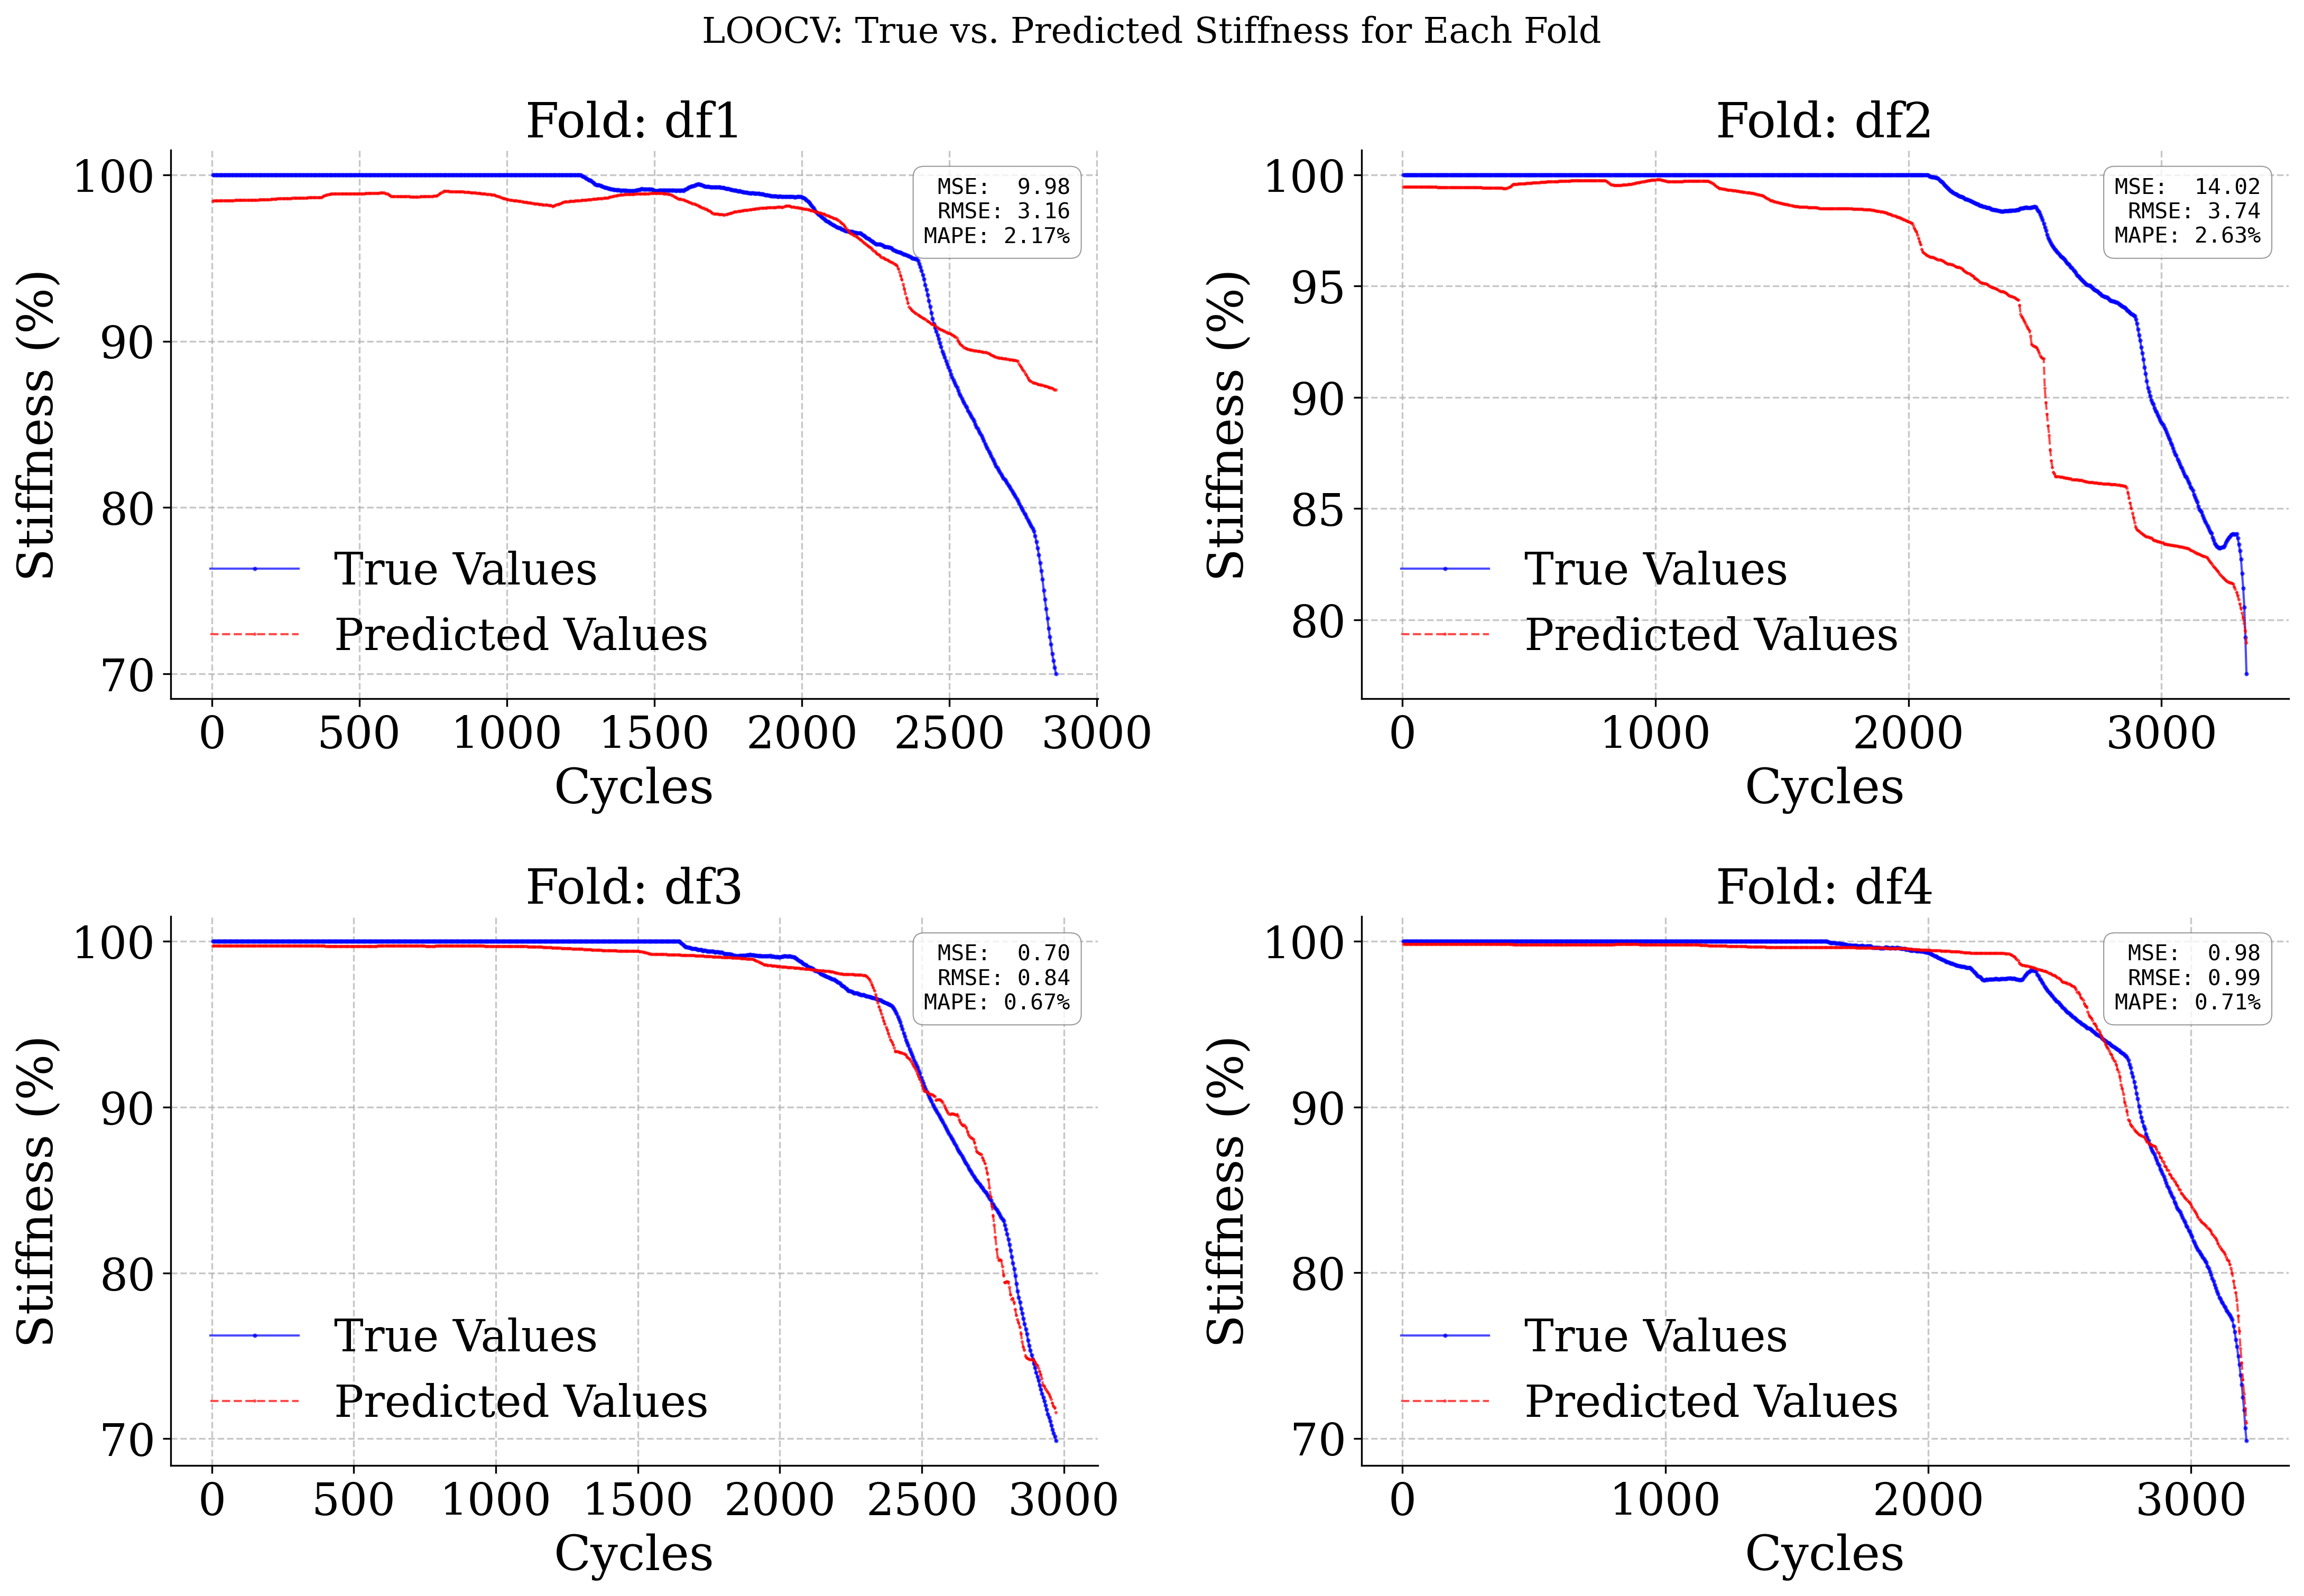 LOOCV: True vs. Predicted Stiffness for Each Fold
Fold: df1
Stiffness (%)
100
90
80
70
MSE: 9.98
RMSE: 3.16
MAPE: 2.17%
True Values
Predicted Values
0 500 1000 1500 2000 2500 3000
Cycles
Fold: df2
Stiffness (%)
100
95
90
85
80
MSE: 14.02
RMSE: 3.74
MAPE: 2.63%
True Values
Predicted Values
0 1000 2000 3000
Cycles
Fold: df3
Stiffness (%)
100
90
80
70
MSE: 0.70
RMSE: 0.84
MAPE: 0.67%
True Values
Predicted Values
0 500 1000 1500 2000 2500 3000
Cycles
Fold: df4
Stiffness (%)
100
90
80
70
MSE: 0.98
RMSE: 0.99
MAPE: 0.71%
True Values
Predicted Values
0 1000 2000 3000
Cycles